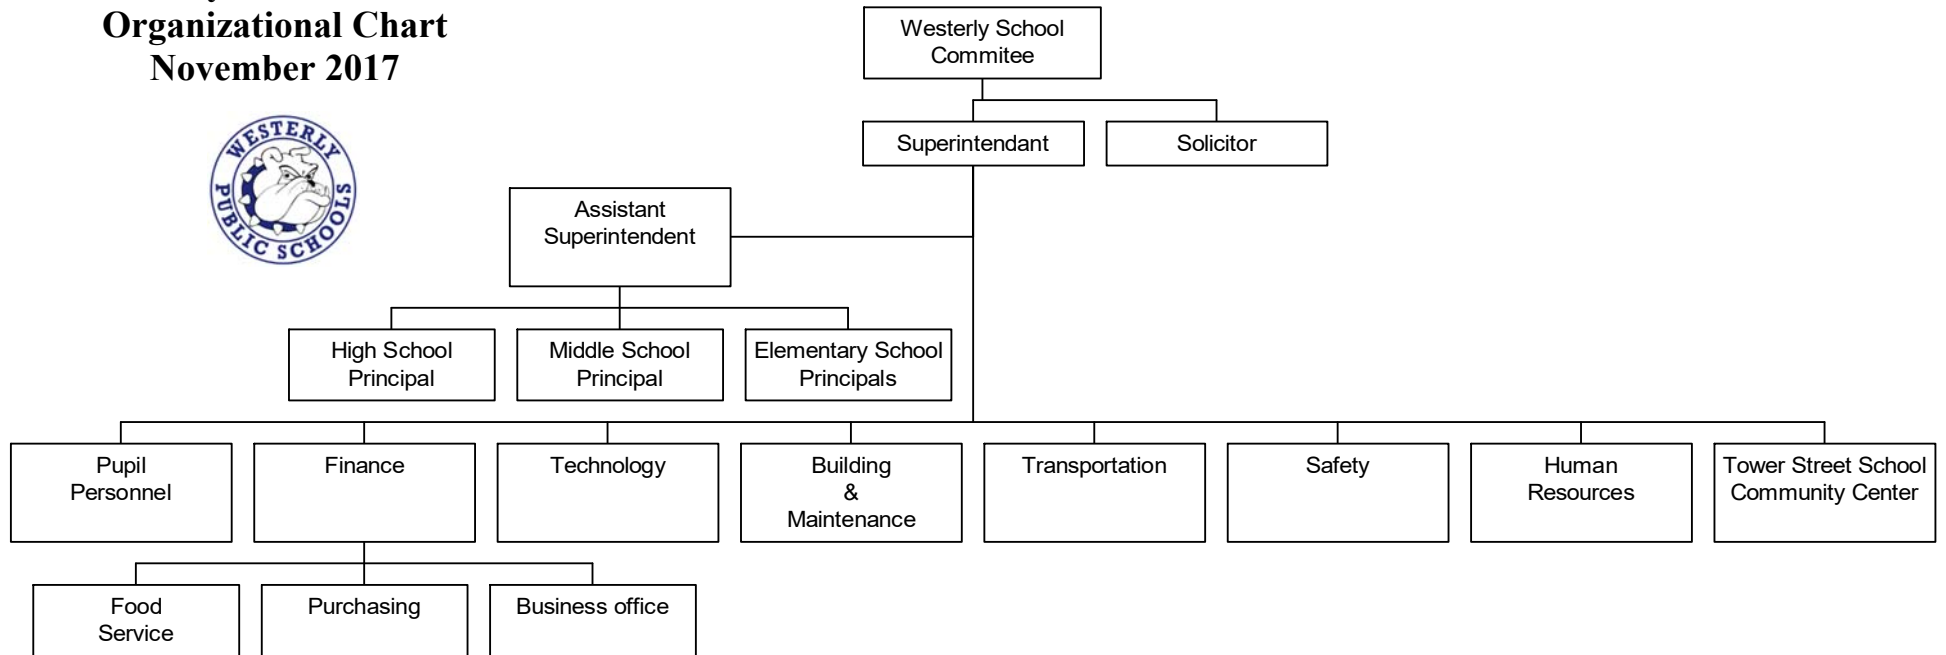 Organizational Chart
November 2017
WESTERLY
PUBLIC SCHOOLS
Westerly School
Commitee
Superintendant
Solicitor
Assistant
Superintendent
High School
Principal
Middle School
Principal
Elementary School
Principals
Pupil
Personnel
Finance
Technology
Building
&
Maintenance
Transportation
Safety
Human
Resources
Tower Street School
Community Center
Food
Service
Purchasing
Business office